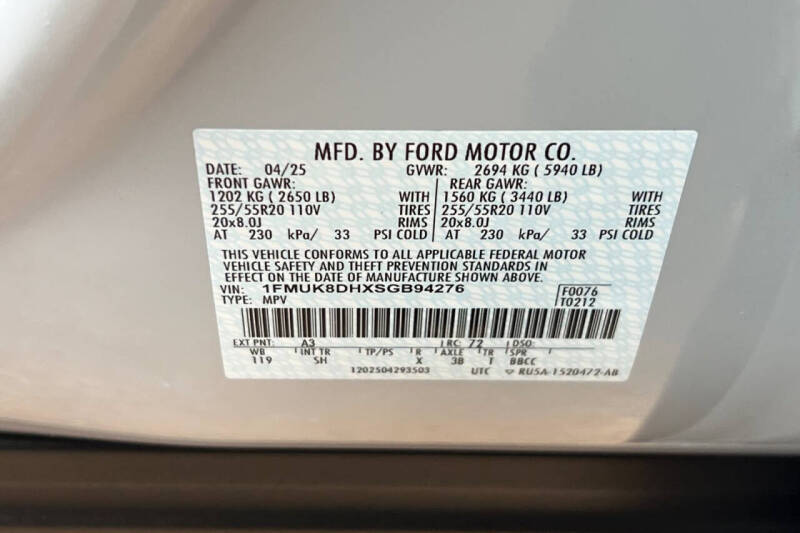 MFD. BY FORD MOTOR CO.
DATE: 04/25 GVWR: 2694 KG ( 5940 LB)
FRONT GAWR: REAR GAWR:
1202 KG ( 2650 LB) WITH 1560 KG ( 3440 LB) WITH
255/55R20 110V TIRES 255/55R20 110V TIRES
20x8.0J RIMS 20x8.0J RIMS
AT 230 kPa/ 33 PSI COLD AT 230 kPa/ 33 PSI COLD
THIS VEHICLE CONFORMS TO ALL APPLICABLE FEDERAL MOTOR
VEHICLE SAFETY AND THEFT PREVENTION STANDARDS IN
EFFECT ON THE DATE OF MANUFACTURE SHOWN ABOVE.
VIN: 1FMUK8DHXSGB94276 F0076
TYPE: MPV T0212
EXT PNT: A3 RC: 72 DSO:
WB INT TR TP/PS R AXLE TR SPR
119 SH X 3B T BBCC
1202504293503 UTC RU5A-1520472-AB